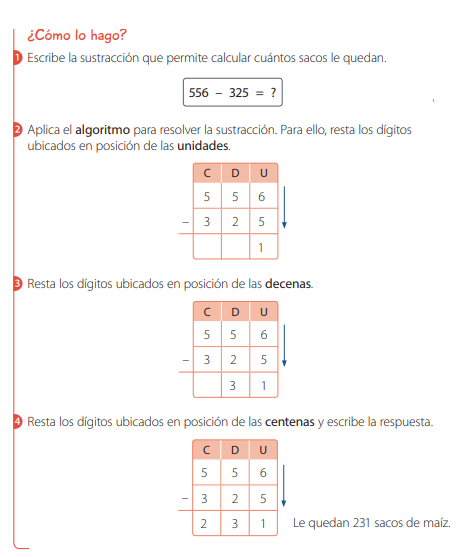 ¿Cómo lo hago?
1 Escribe la sustracción que permite calcular cuántos sacos le quedan.
556 – 325 = ?
2 Aplica el algoritmo para resolver la sustracción. Para ello, resta los dígitos
ubicados en posición de las unidades.
C D U
5 5 6
– 3 2 5
1
3 Resta los dígitos ubicados en posición de las decenas.
C D U
5 5 6
– 3 2 5
3 1
4 Resta los dígitos ubicados en posición de las centenas y escribe la respuesta.
C D U
5 5 6
– 3 2 5
2 3 1 Le quedan 231 sacos de maíz.